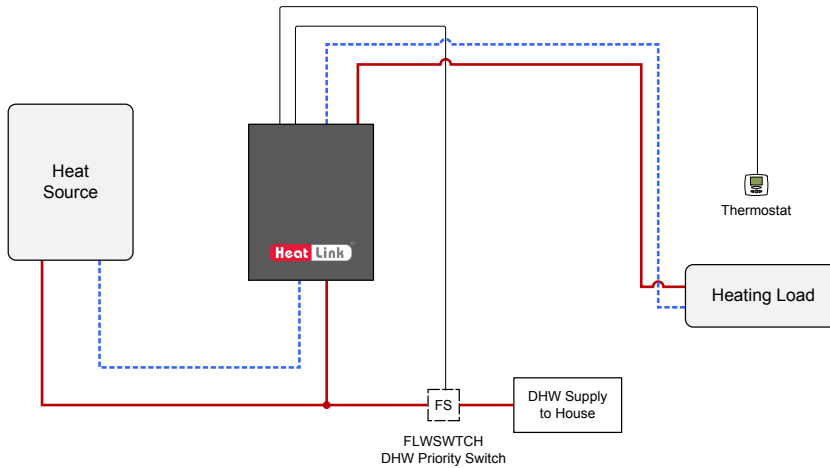 Heat
Source
Heat Link®
Thermostat
Heating Load
FS
DHW Supply
to House
FLWSWTCH
DHW Priority Switch